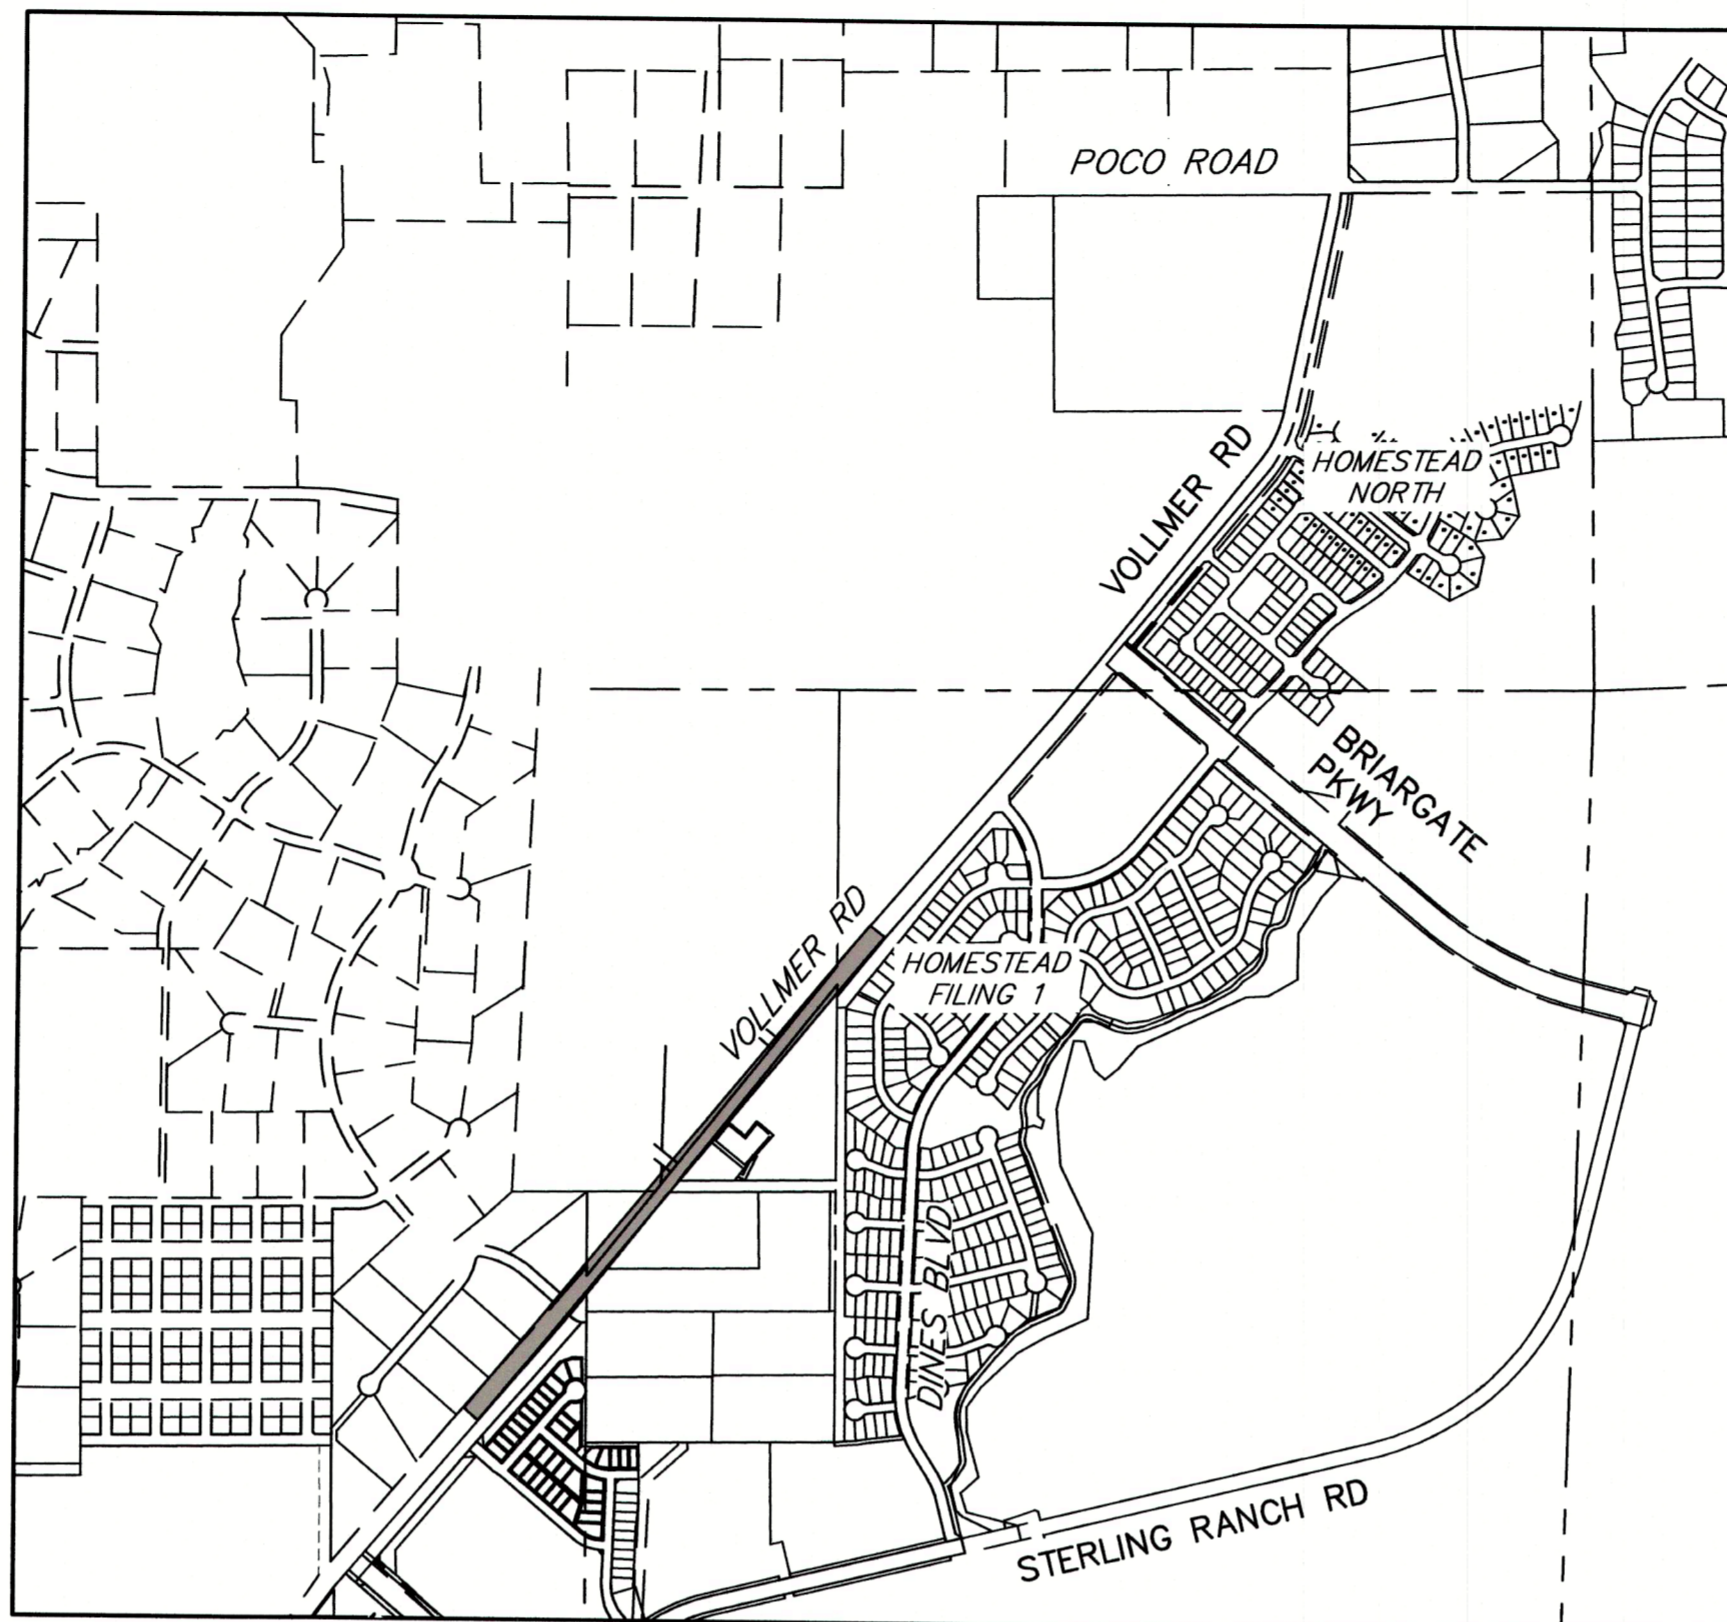 POCO ROAD
VOLLMER RD
HOMESTEAD
NORTH
BRIARGATE
PKWY
VOLLMER RD
HOMESTEAD
FILING 1
DINES BLVD
STERLING RANCH RD